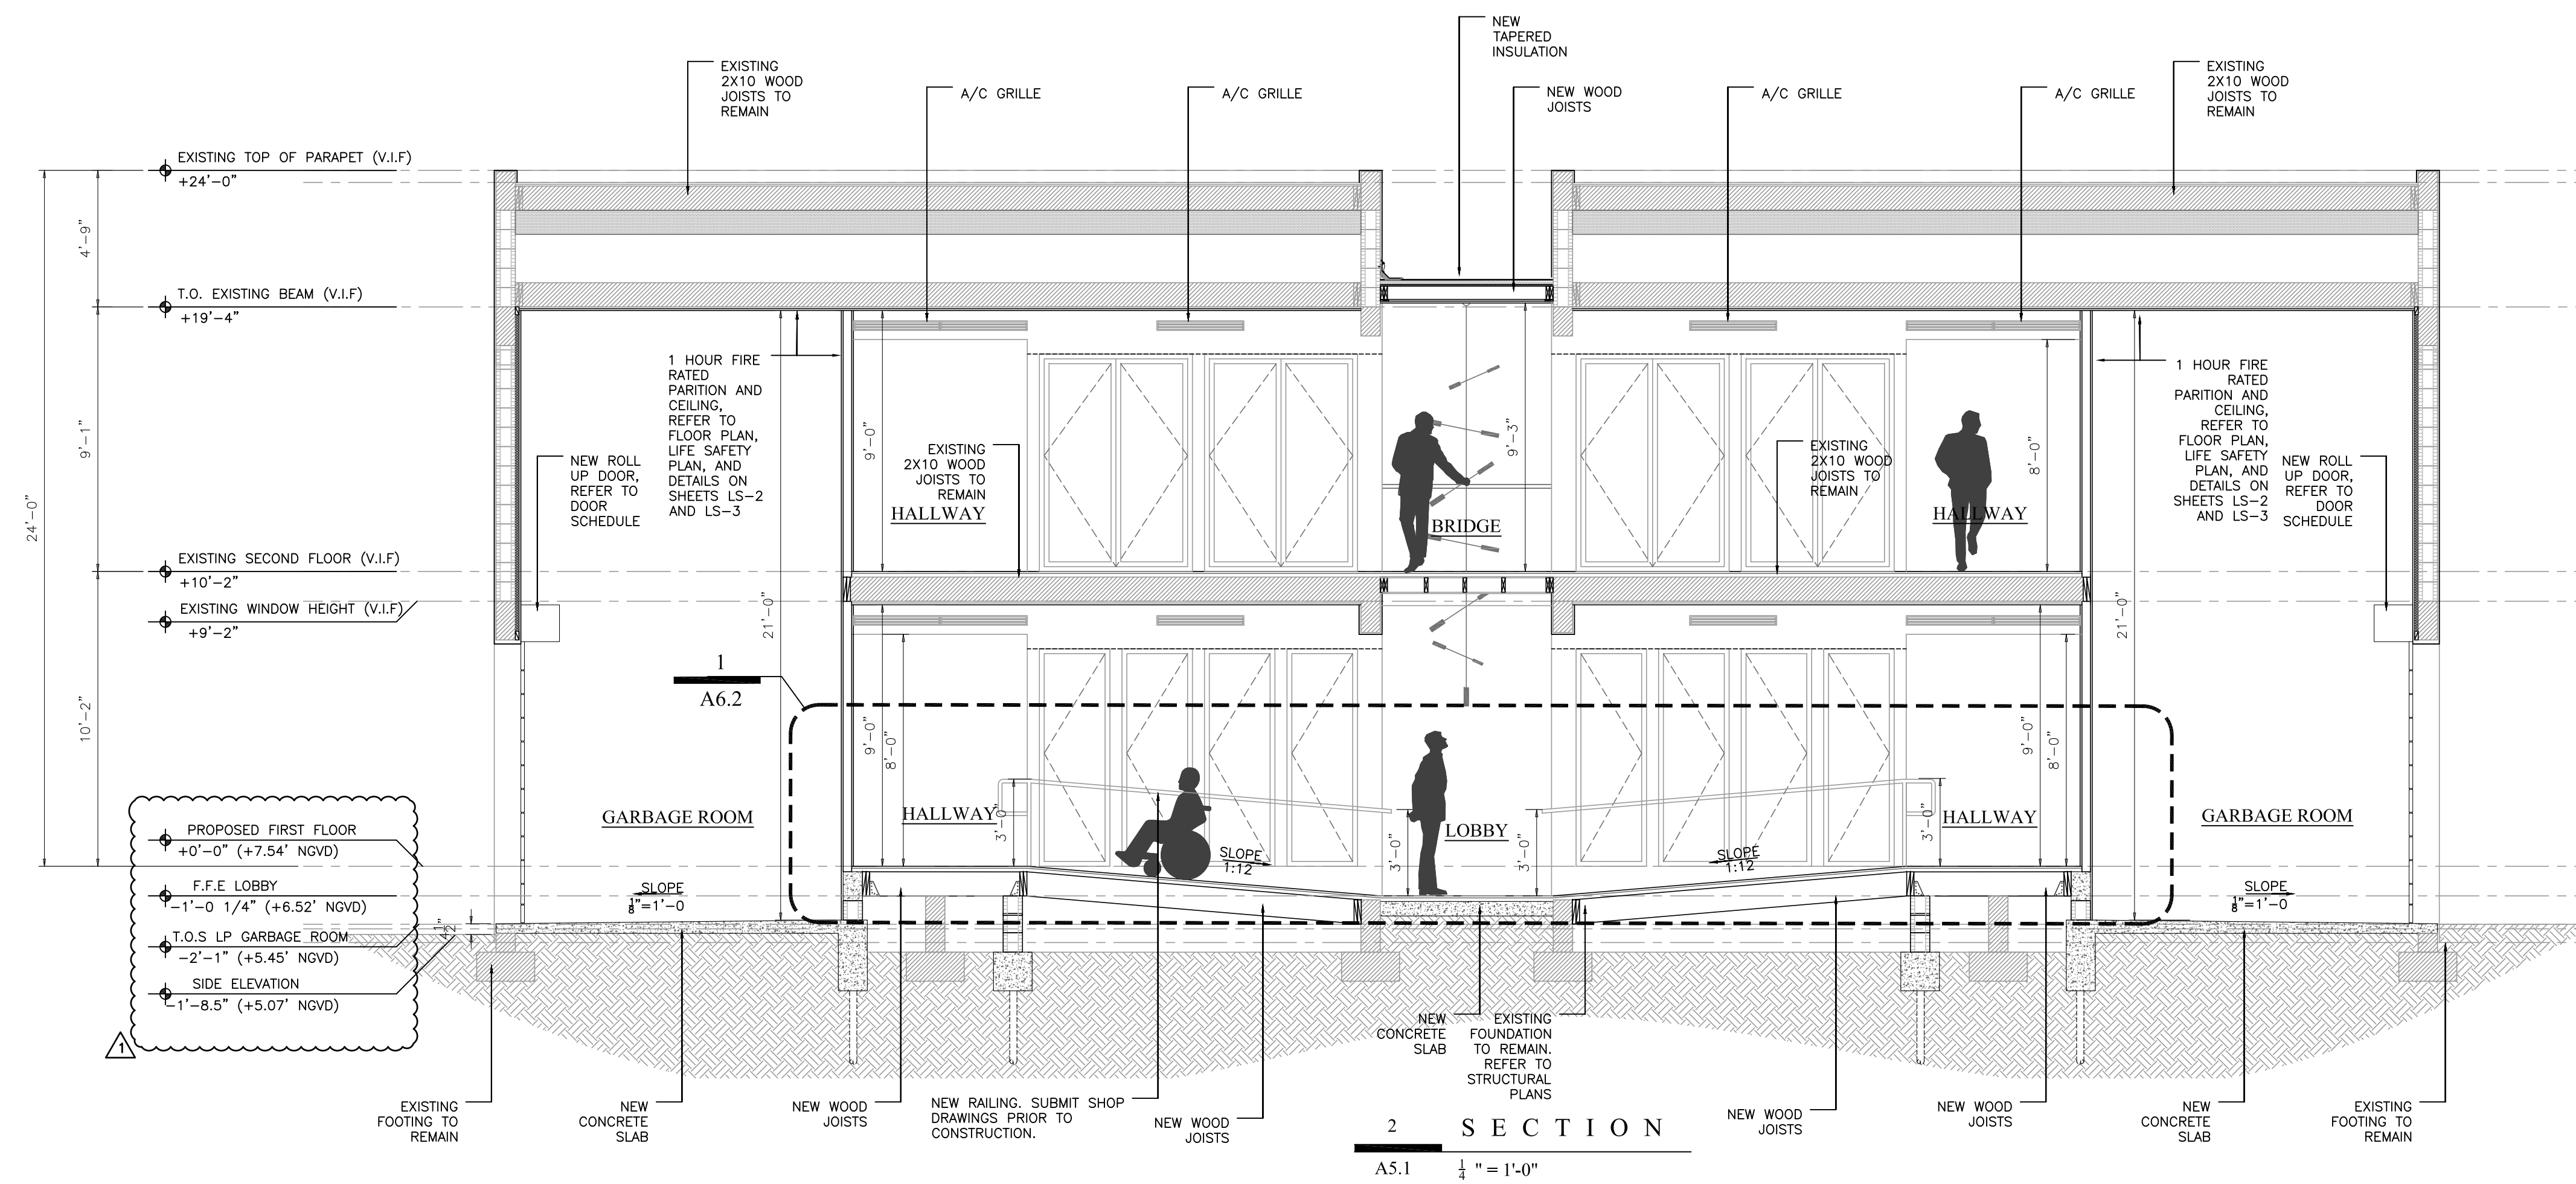 NEW
TAPERED
INSULATION
EXISTING
2X10 WOOD
JOISTS TO
REMAIN
A/C GRILLE
A/C GRILLE
NEW WOOD
JOISTS
A/C GRILLE
A/C GRILLE
EXISTING
2X10 WOOD
JOISTS TO
REMAIN
EXISTING TOP OF PARAPET (V.I.F)
+24'-0"
4'-9"
T.O. EXISTING BEAM (V.I.F)
+19'-4"
9'-1"
24'-0"
EXISTING SECOND FLOOR (V.I.F)
+10'-2"
EXISTING WINDOW HEIGHT (V.I.F)
+9'-2"
10'-2"
1 HOUR FIRE
RATED
PARITION AND
CEILING,
REFER TO
FLOOR PLAN,
LIFE SAFETY
PLAN, AND
DETAILS ON
SHEETS LS-2
AND LS-3
NEW ROLL
UP DOOR,
REFER TO
DOOR
SCHEDULE
9'-0"
EXISTING
2X10 WOOD
JOISTS TO
REMAIN
HALLWAY
9'-3"
BRIDGE
EXISTING
2X10 WOOD
JOISTS TO
REMAIN
HALLWAY
8'-0"
1 HOUR FIRE
RATED
PARITION AND
CEILING,
REFER TO
FLOOR PLAN,
LIFE SAFETY
PLAN, AND
DETAILS ON
SHEETS LS-2
AND LS-3
NEW ROLL
UP DOOR,
REFER TO
DOOR
SCHEDULE
21'-0"
21'-0"
1
A6.2
9'-0"
8'-0"
9'-0"
8'-0"
GARBAGE ROOM
HALLWAY
3'-0"
SLOPE
1:12
3'-0"
LOBBY
3'-0"
SLOPE
1:12
3'-0"
HALLWAY
GARBAGE ROOM
PROPOSED FIRST FLOOR
+0'-0" (+7.54' NGVD)
F.F.E LOBBY
-1'-0 1/4" (+6.52' NGVD)
T.O.S LP GARBAGE ROOM
-2'-1" (+5.45' NGVD)
SIDE ELEVATION
-1'-8.5" (+5.07' NGVD)
1
4 1/2"
SLOPE
1/8"=1'-0
SLOPE
1/8"=1'-0
EXISTING
FOOTING TO
REMAIN
NEW
CONCRETE
SLAB
NEW WOOD
JOISTS
NEW RAILING. SUBMIT SHOP
DRAWINGS PRIOR TO
CONSTRUCTION.
NEW WOOD
JOISTS
NEW
CONCRETE
SLAB
EXISTING
FOUNDATION
TO REMAIN.
REFER TO
STRUCTURAL
PLANS
NEW WOOD
JOISTS
NEW WOOD
JOISTS
NEW
CONCRETE
SLAB
EXISTING
FOOTING TO
REMAIN
2
SECTION
A5.1
1/4 " = 1'-0"